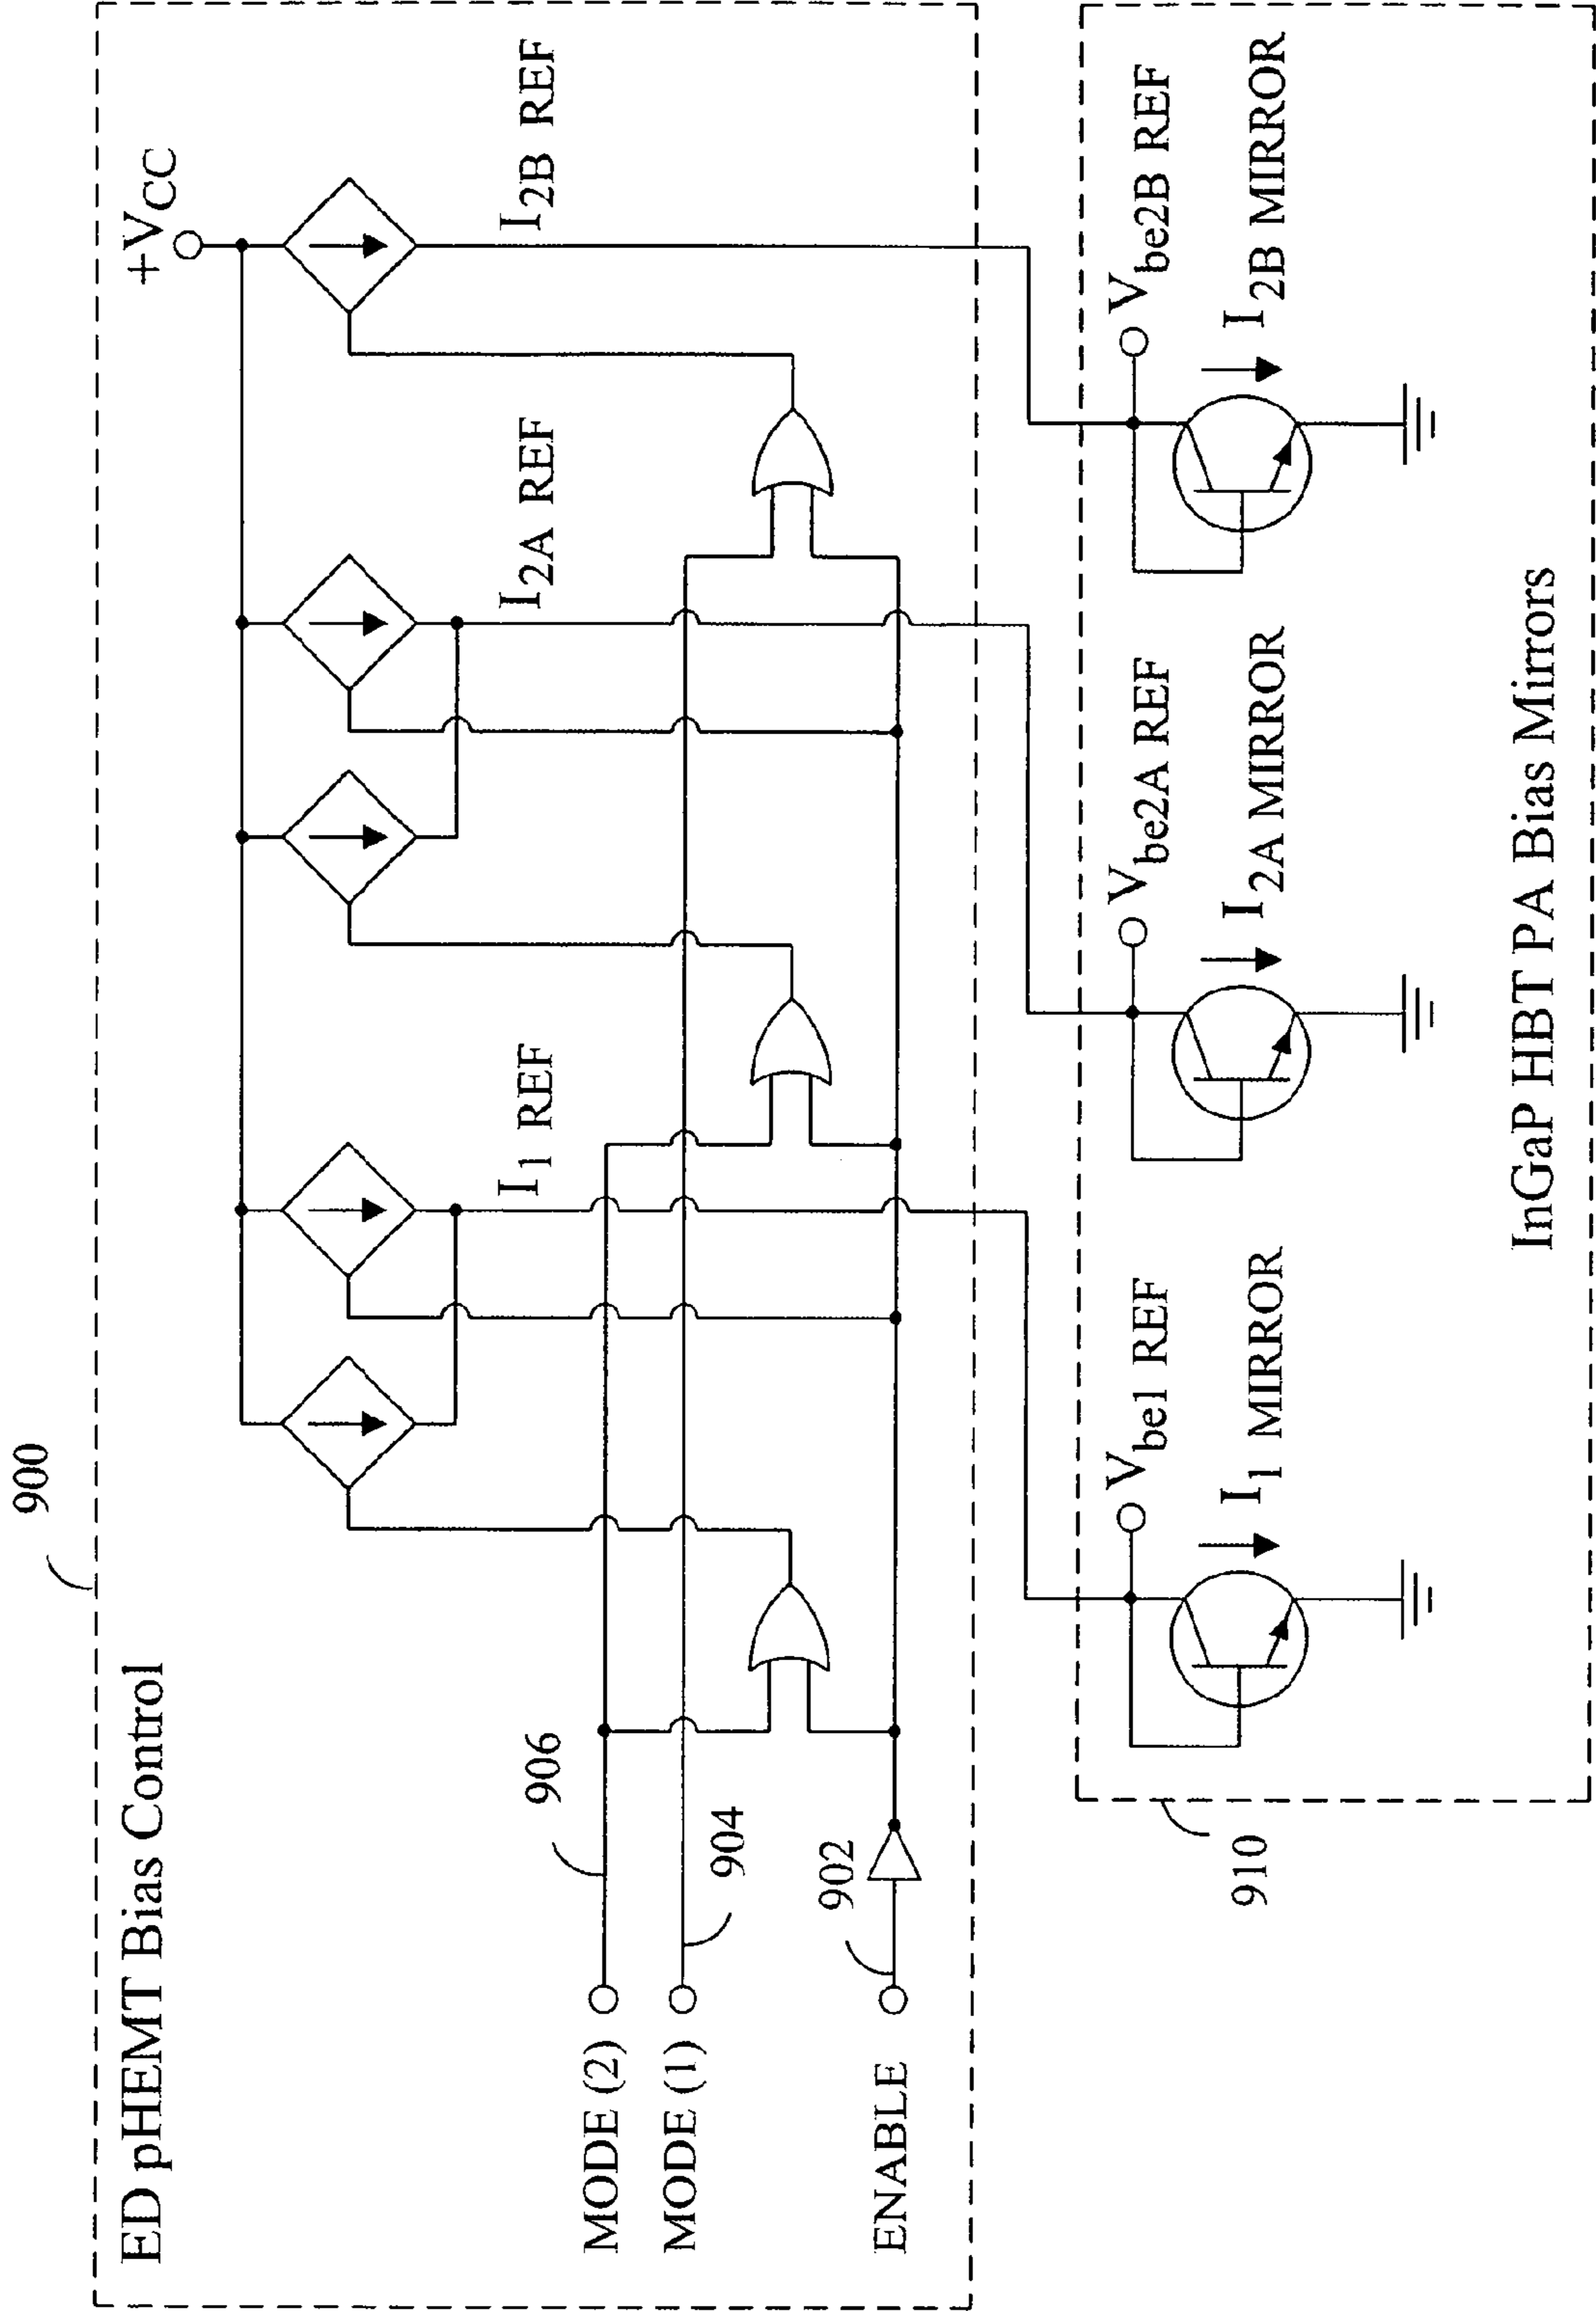 900
ED pHEMT Bias Control
+VCC
I1 REF
I2A REF
I2B REF
MODE (2)
906
MODE (1)
904
ENABLE
902
910
Vbe1 REF
I1 MIRROR
Vbe2A REF
I2A MIRROR
Vbe2B REF
I2B MIRROR
InGaP HBT PA Bias Mirrors